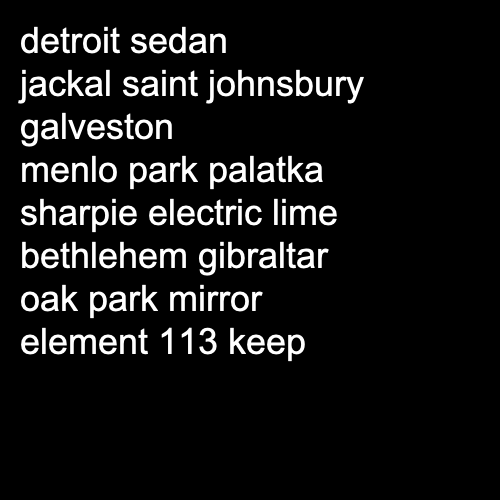 detroit sedan
jackal saint johnsbury
galveston
menlo park palatka
sharpie electric lime
bethlehem gibraltar
oak park mirror
element 113 keep